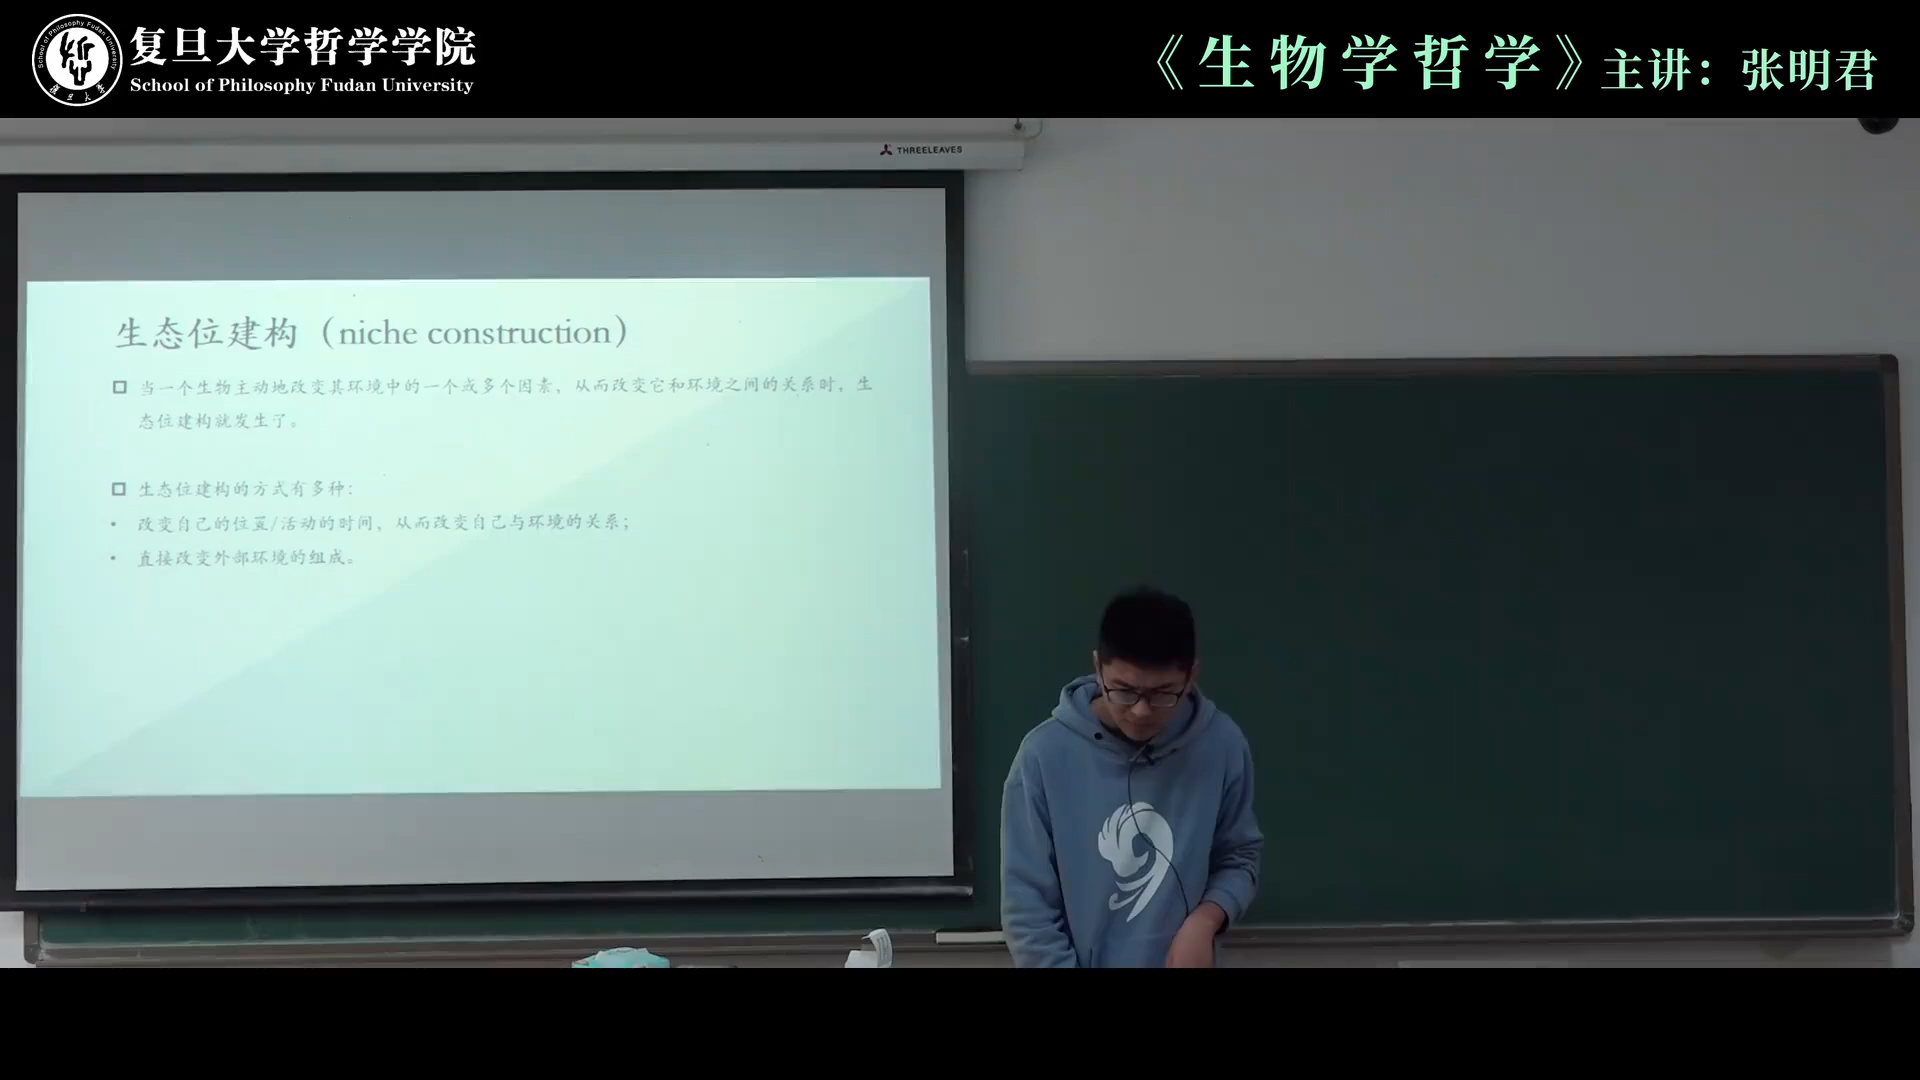 复旦大学哲学学院
School of Philosophy Fudan University
《生物学哲学》主讲：张明君
THREELEAVES
生态位建构（niche construction）
当一个生物主动地改变其环境中的一个或多个因素，从而改变它和环境之间的关系时，生
态位建构就发生了。
生态位建构的方式有多种：
• 改变自己的位置/活动的时间，从而改变自己与环境的关系；
• 直接改变外部环境的组成。